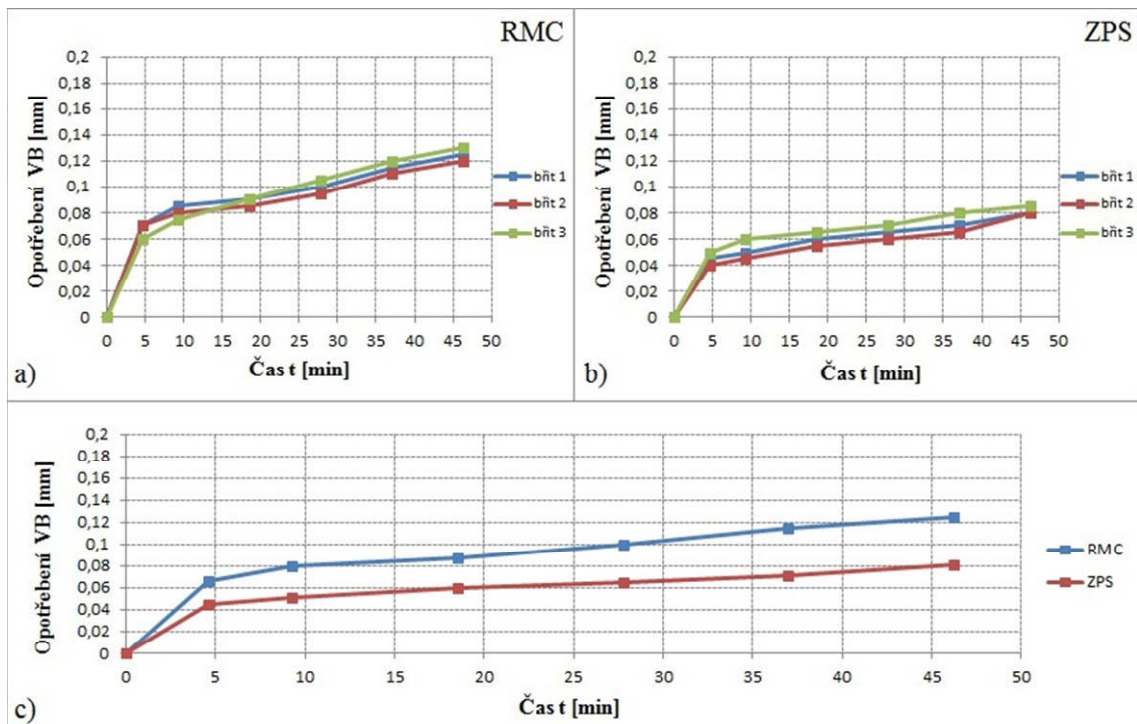 RMC
0,2
0,18
0,16
0,14
0,12
0,1
0,08
0,06
0,04
0,02
0
Opotřebení VB [mm]
0 5 10 15 20 25 30 35 40 45 50
Čas t [min]
břit 1
břit 2
břit 3
a)
ZPS
0,2
0,18
0,16
0,14
0,12
0,1
0,08
0,06
0,04
0,02
0
Opotřebení VB [mm]
0 5 10 15 20 25 30 35 40 45 50
Čas t [min]
břit 1
břit 2
břit 3
b)
0,2
0,18
0,16
0,14
0,12
0,1
0,08
0,06
0,04
0,02
0
Opotřebení VB [mm]
0 5 10 15 20 25 30 35 40 45 50
Čas t [min]
RMC
ZPS
c)